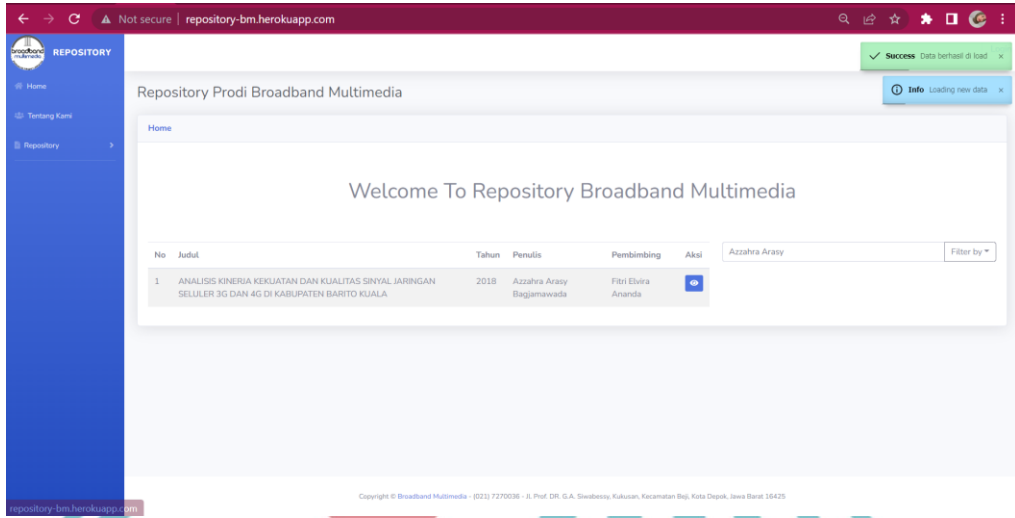 Not secure | repository-bm.herokuapp.com
broadband
multimedia
REPOSITORY
Success Data berhasil di load ×
Info Loading new data ×
Home
Tentang Kami
Repository
Repository Prodi Broadband Multimedia
Home
Welcome To Repository Broadband Multimedia
No Judul Tahun Penulis Pembimbing Aksi
1 ANALISIS KINERJA KEKUATAN DAN KUALITAS SINYAL JARINGAN 2018 Azzahra Arasy Fitri Elvira
SELULER 3G DAN 4G DI KABUPATEN BARITO KUALA Bagjamawada Ananda
Azzahra Arasy Filter by
Copyright © Broadband Multimedia - (021) 7270036 - Jl. Prof. DR. G.A. Siwabessy, Kukusan, Kecamatan Beji, Kota Depok, Jawa Barat 16425
repository-bm.herokuapp.com